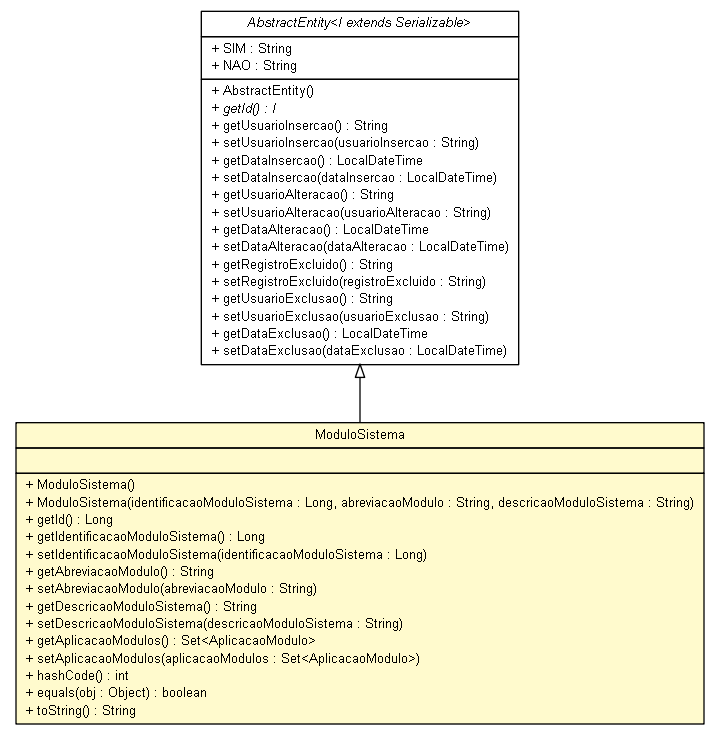 AbstractEntity<I extends Serializable>
+ SIM : String
+ NAO : String
+ AbstractEntity()
+ getId() : I
+ getUsuarioInsercao() : String
+ setUsuarioInsercao(usuarioInsercao : String)
+ getDataInsercao() : LocalDateTime
+ setDataInsercao(dataInsercao : LocalDateTime)
+ getUsuarioAlteracao() : String
+ setUsuarioAlteracao(usuarioAlteracao : String)
+ getDataAlteracao() : LocalDateTime
+ setDataAlteracao(dataAlteracao : LocalDateTime)
+ getRegistroExcluido() : String
+ setRegistroExcluido(registroExcluido : String)
+ getUsuarioExclusao() : String
+ setUsuarioExclusao(usuarioExclusao : String)
+ getDataExclusao() : LocalDateTime
+ setDataExclusao(dataExclusao : LocalDateTime)
ModuloSistema
+ ModuloSistema()
+ ModuloSistema(identificacaoModuloSistema : Long, abreviacaoModulo : String, descricaoModuloSistema : String)
+ getId() : Long
+ getIdentificacaoModuloSistema() : Long
+ setIdentificacaoModuloSistema(identificacaoModuloSistema : Long)
+ getAbreviacaoModulo() : String
+ setAbreviacaoModulo(abreviacaoModulo : String)
+ getDescricaoModuloSistema() : String
+ setDescricaoModuloSistema(descricaoModuloSistema : String)
+ getAplicacaoModulos() : Set<AplicacaoModulo>
+ setAplicacaoModulos(aplicacaoModulos : Set<AplicacaoModulo>)
+ hashCode() : int
+ equals(obj : Object) : boolean
+ toString() : String